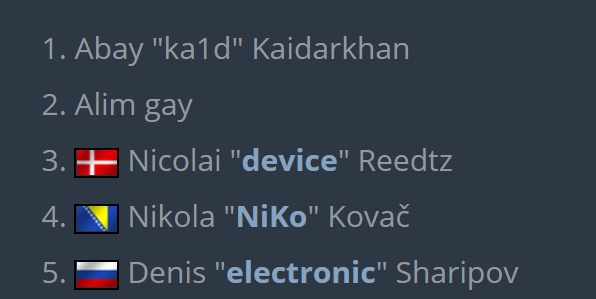 1. Abay "ka1d" Kaidarkhan
2. Alim gay
3. Nicolai "device" Reedtz
4. Nikola "NiKo" Kovač
5. Denis "electronic" Sharipov